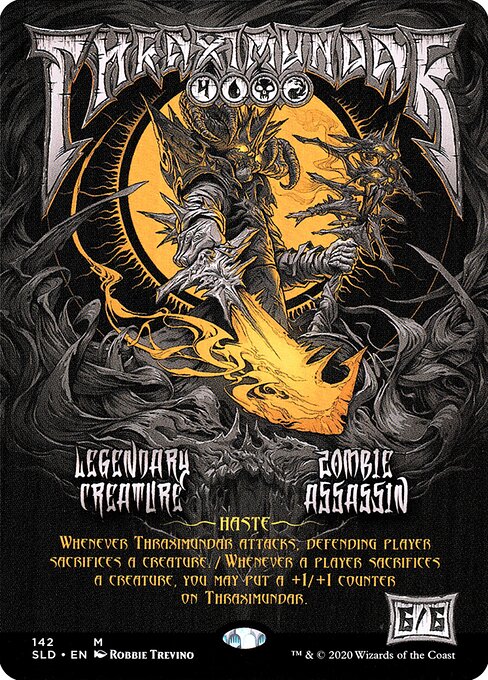 THRAXIMUNDAR
4
LEGENDARY CREATURE
ZOMBIE ASSASSIN
HASTE
WHENEVER THRAXIMUNDAR ATTACKS, DEFENDING PLAYER
SACRIFICES A CREATURE. / WHENEVER A PLAYER SACRIFICES
A CREATURE, YOU MAY PUT A +1/+1 COUNTER
ON THRAXIMUNDAR.
6/6
142 M
SLD • EN ROBBIE TREVINO
™ & © 2020 Wizards of the Coast